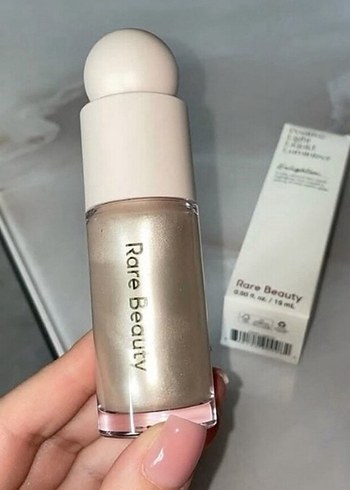 Rare Beauty
Positive
Light
Liquid
Luminizer
Rare Beauty
0.50 fl. oz. / 15 mL